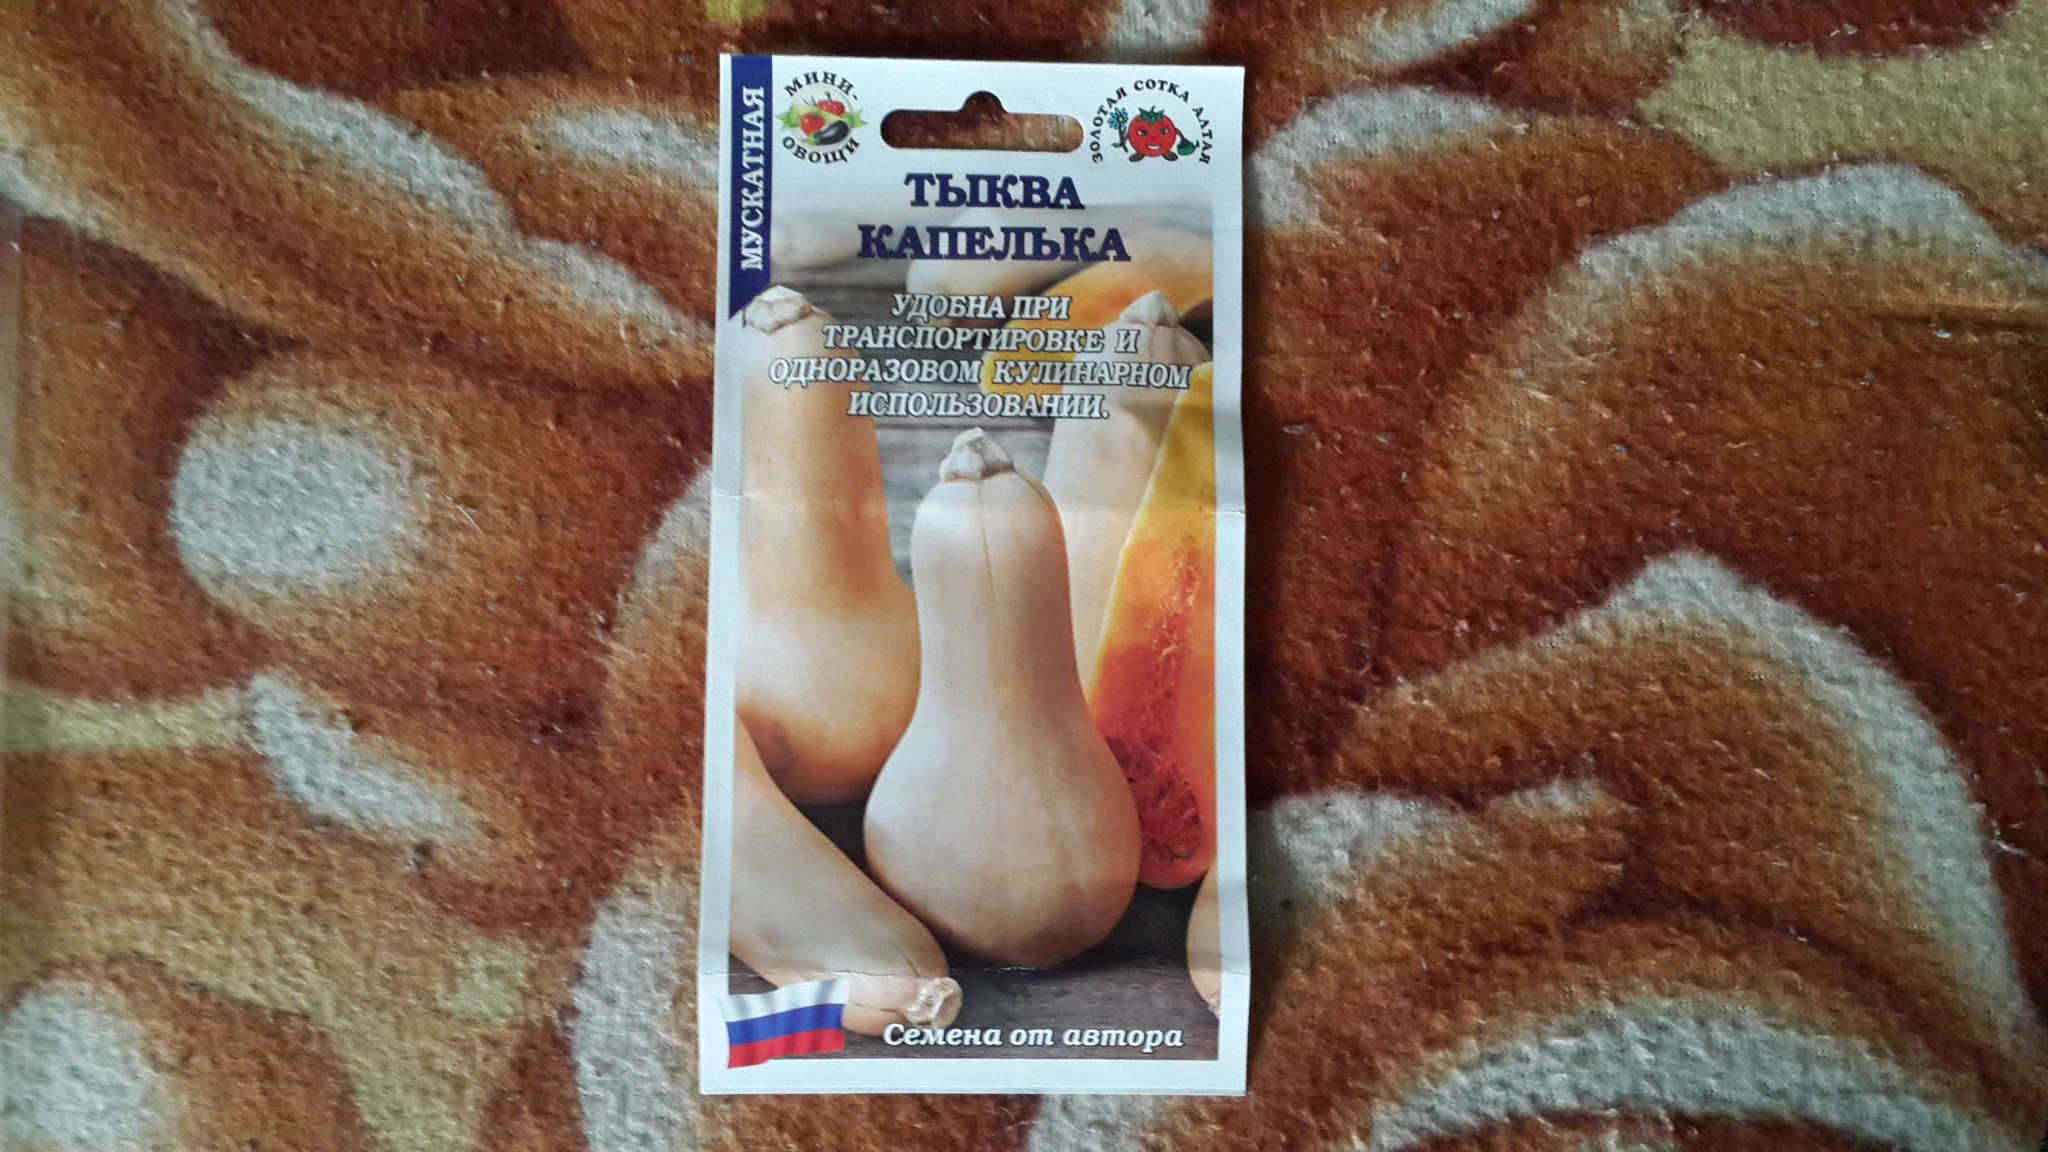 МУСКАТНАЯ
МИНИ-
ОВОЩИ
ЗОЛОТАЯ СОТКА АЛТАЯ
ТЫКВА
КАПЕЛЬКА
УДОБНА ПРИ
ТРАНСПОРТИРОВКЕ И
ОДНОРАЗОВОМ КУЛИНАРНОМ
ИСПОЛЬЗОВАНИИ.
Семена от автора